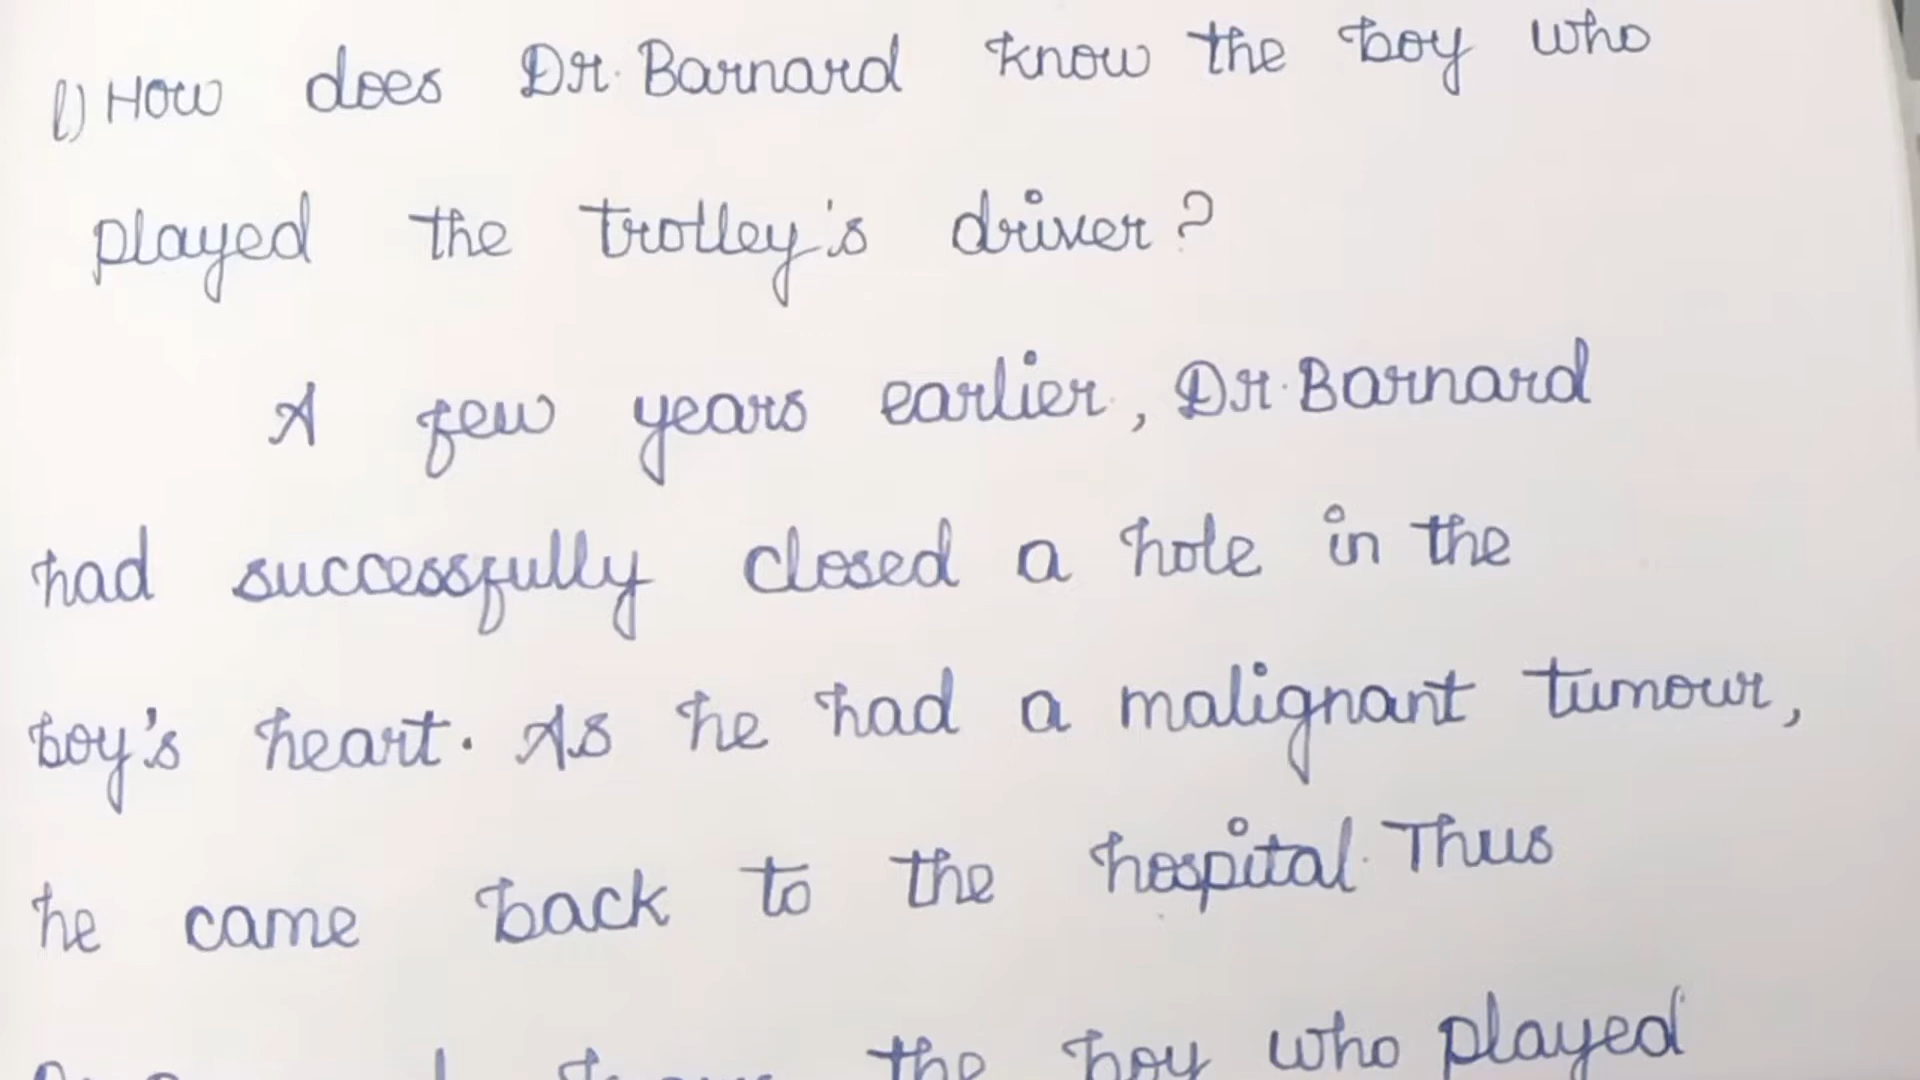 l) How does Dr. Barnard know the boy who
played the trolley's driver?
A few years earlier, Dr. Barnard
had successfully closed a hole in the
boy's heart. As he had a malignant tumour,
he came back to the hospital. Thus
the boy who played